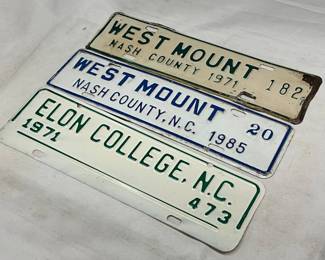 WEST MOUNT
NASH COUNTY 1971 182
WEST MOUNT 20
NASH COUNTY, N.C. 1985
ELON COLLEGE, N.C.
1971 473